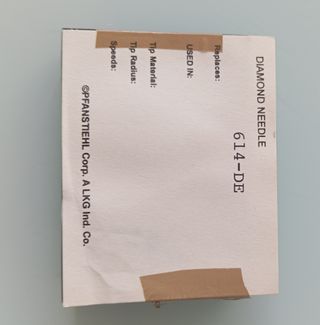 DIAMOND NEEDLE
614-DE
Replaces:
USED IN:
Tip Material:
Tip Radius:
Speeds:
©PFANSTIEHL Corp. A LKG Ind. Co.